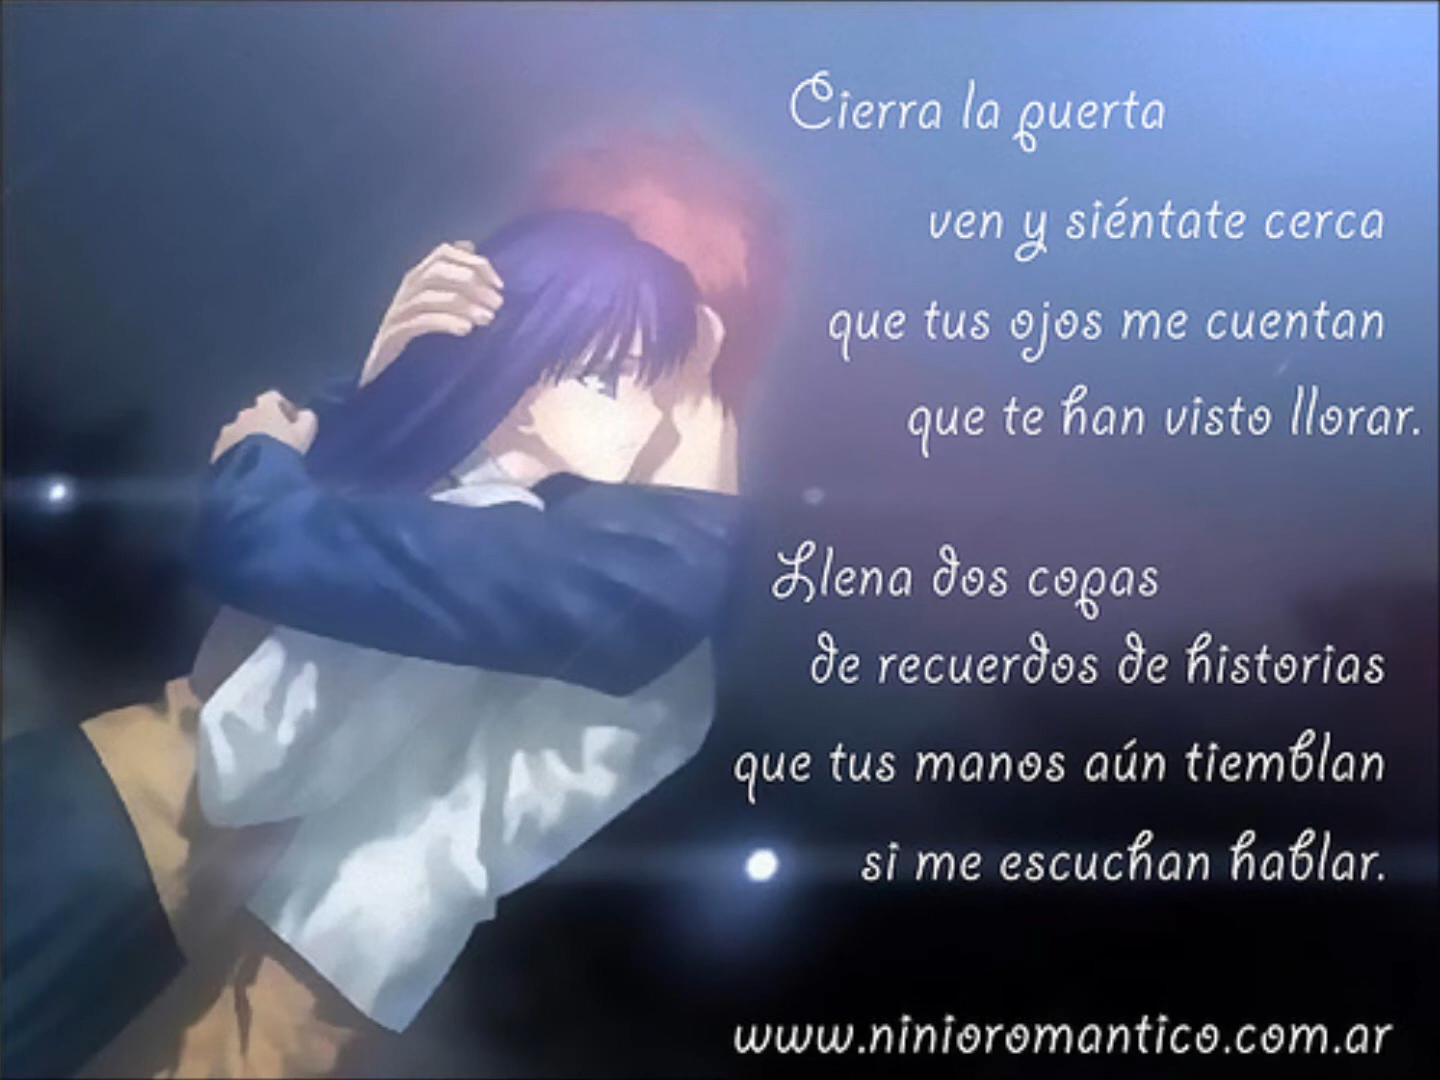 Cierra la puerta
ven y siéntate cerca
que tus ojos me cuentan
que te han visto llorar.
Llena dos copas
de recuerdos de historias
que tus manos aún tiemblan
si me escuchan hablar.
www.ninioromantico.com.ar